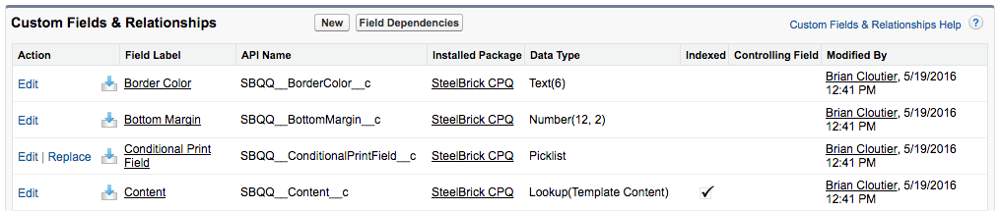 Custom Fields & Relationships New Field Dependencies Custom Fields & Relationships Help ?
Action Field Label API Name Installed Package Data Type Indexed Controlling Field Modified By
Edit Border Color SBQQ__BorderColor__c SteelBrick CPQ Text(6) Brian Cloutier, 5/19/2016
12:41 PM
Edit Bottom Margin SBQQ__BottomMargin__c SteelBrick CPQ Number(12, 2) Brian Cloutier, 5/19/2016
12:41 PM
Edit | Replace Conditional Print SBQQ__ConditionalPrintField__c SteelBrick CPQ Picklist Brian Cloutier, 5/19/2016
Field 12:41 PM
Edit Content SBQQ__Content__c SteelBrick CPQ Lookup(Template Content) Brian Cloutier, 5/19/2016
12:41 PM